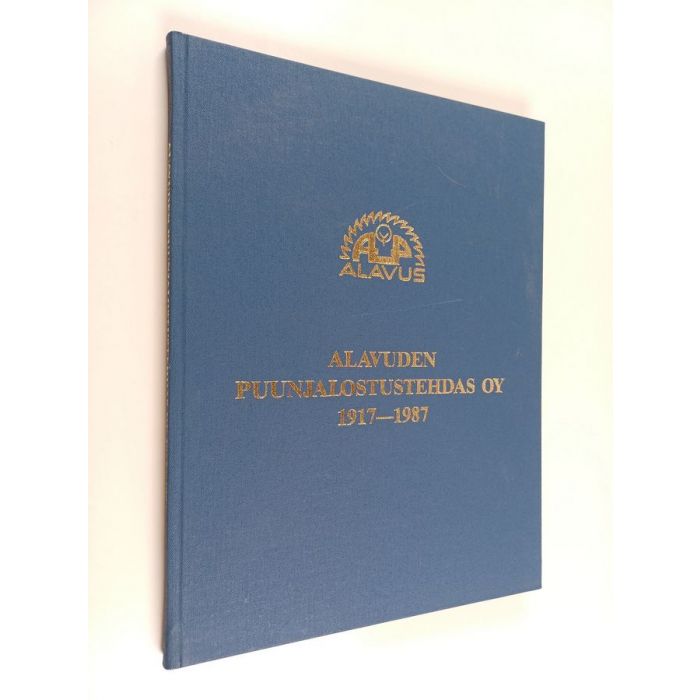 ALAVUS
ALAVUDEN
PUUNJALOSTUSTEHDAS OY
1917—1987